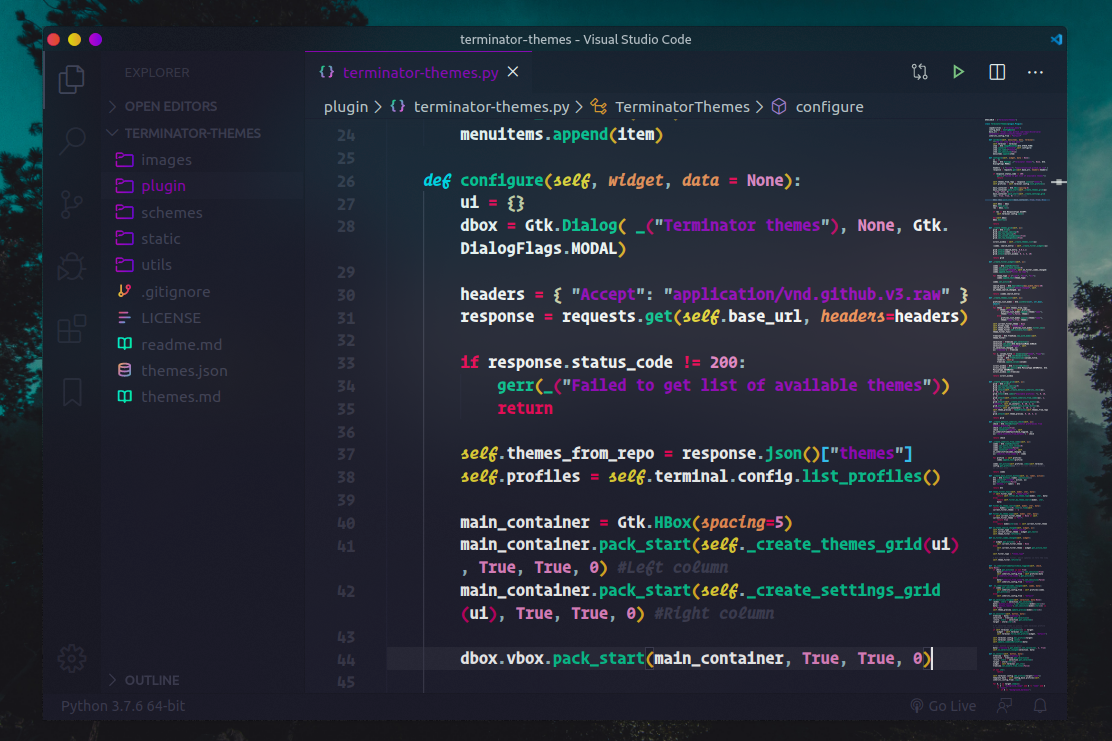 terminator-themes - Visual Studio Code
EXPLORER
OPEN EDITORS
TERMINATOR-THEMES
images
plugin
schemes
static
utils
.gitignore
LICENSE
readme.md
themes.json
themes.md
OUTLINE
terminator-themes.py
plugin > terminator-themes.py > TerminatorThemes > configure
24 menuitems.append(item)
25
26 def configure(self, widget, data = None):
27 ui = {}
28 dbox = Gtk.Dialog( _("Terminator themes"), None, Gtk.
DialogFlags.MODAL)
29
30 headers = { "Accept": "application/vnd.github.v3.raw" }
31 response = requests.get(self.base_url, headers=headers)
32
33 if response.status_code != 200:
34 gerr(_("Failed to get list of available themes"))
35 return
36
37 self.themes_from_repo = response.json()["themes"]
38 self.profiles = self.terminal.config.list_profiles()
39
40 main_container = Gtk.HBox(spacing=5)
41 main_container.pack_start(self._create_themes_grid(ui)
, True, True, 0) #Left column
42 main_container.pack_start(self._create_settings_grid
(ui), True, True, 0) #Right column
43
44 dbox.vbox.pack_start(main_container, True, True, 0)
45
Python 3.7.6 64-bit
Go Live